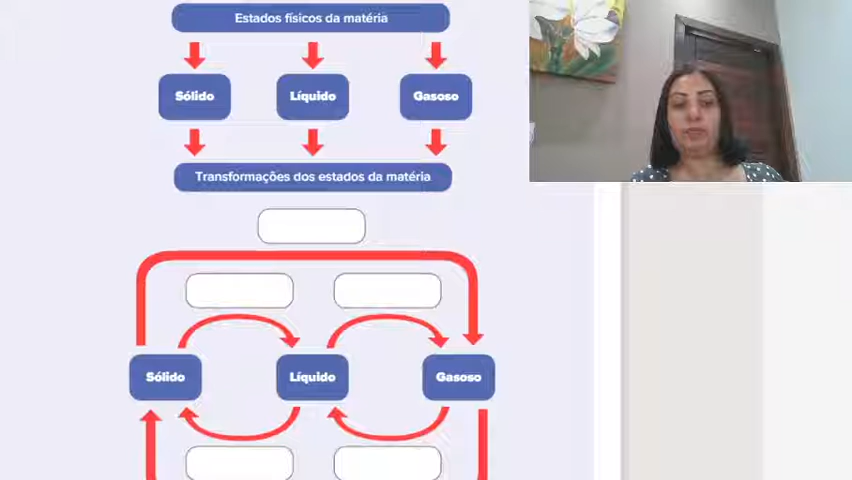 Estados físicos da matéria
Sólido
Líquido
Gasoso
Transformações dos estados da matéria
Sólido
Líquido
Gasoso